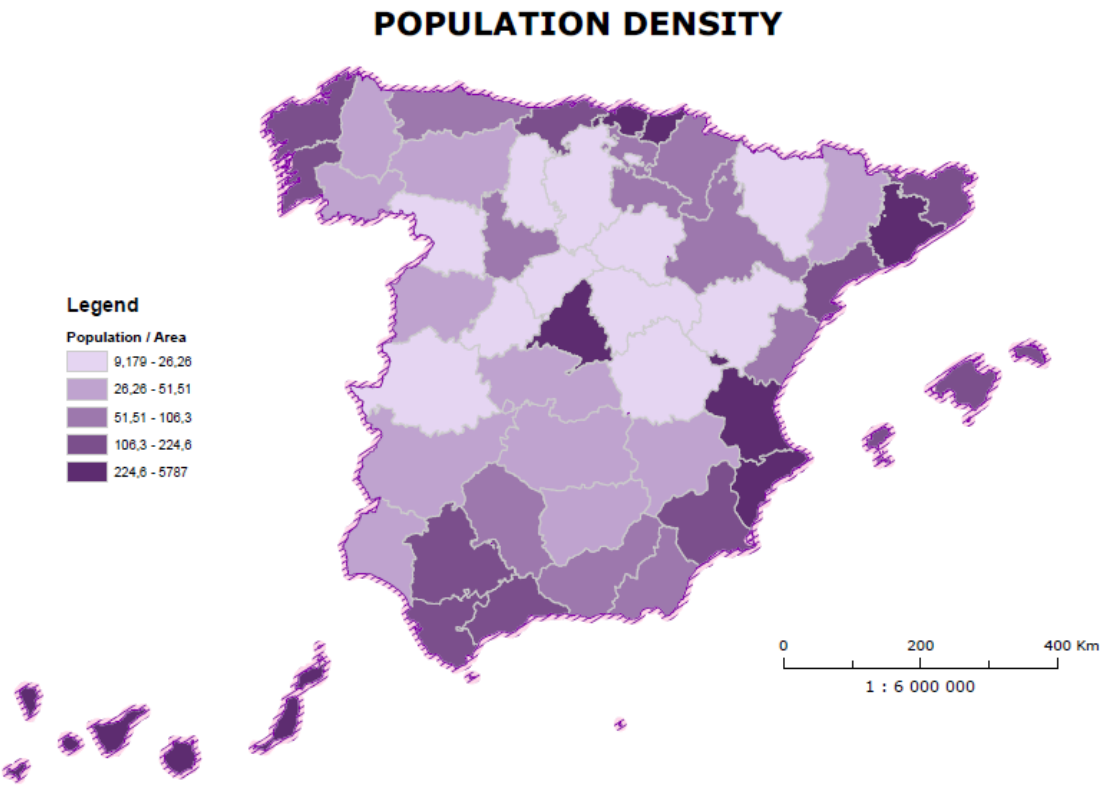 POPULATION DENSITY
Legend
Population / Area
9,179 - 26,26
26,26 - 51,51
51,51 - 106,3
106,3 - 224,6
224,6 - 5787
0 200 400 Km
1 : 6 000 000